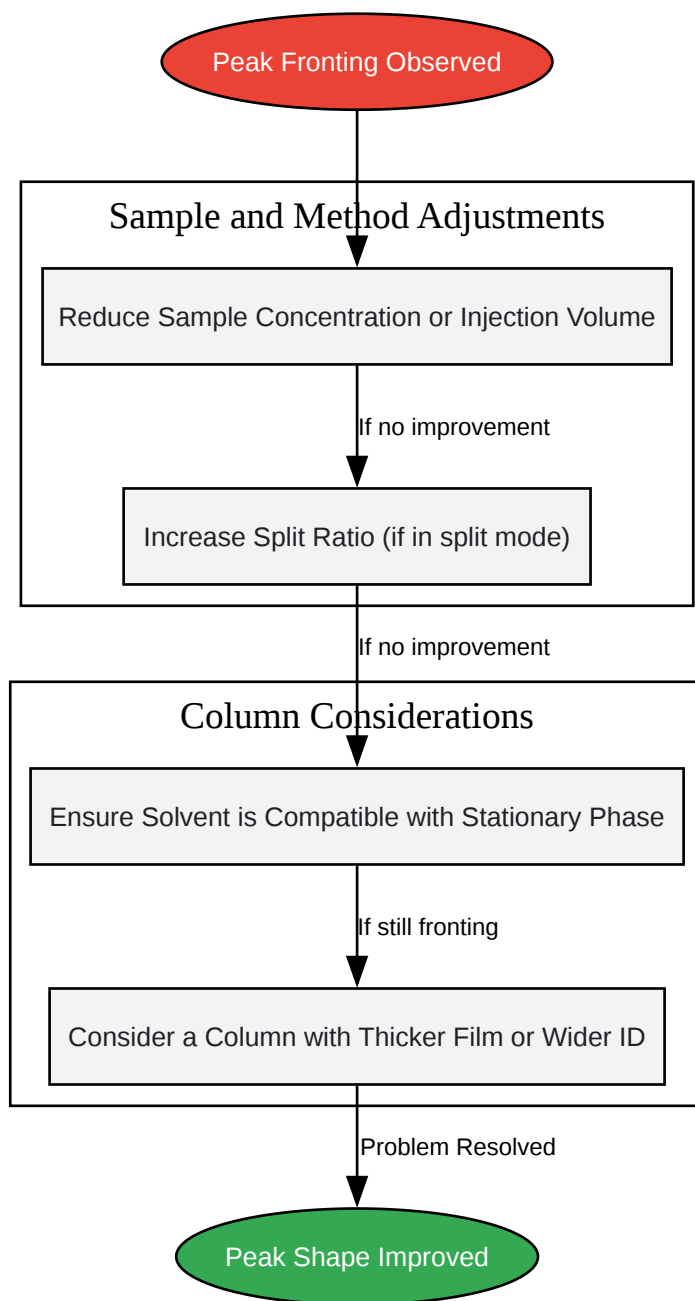 Peak Fronting Observed
Sample and Method Adjustments
Reduce Sample Concentration or Injection Volume
If no improvement
Increase Split Ratio (if in split mode)
If no improvement
Column Considerations
Ensure Solvent is Compatible with Stationary Phase
If still fronting
Consider a Column with Thicker Film or Wider ID
Problem Resolved
Peak Shape Improved